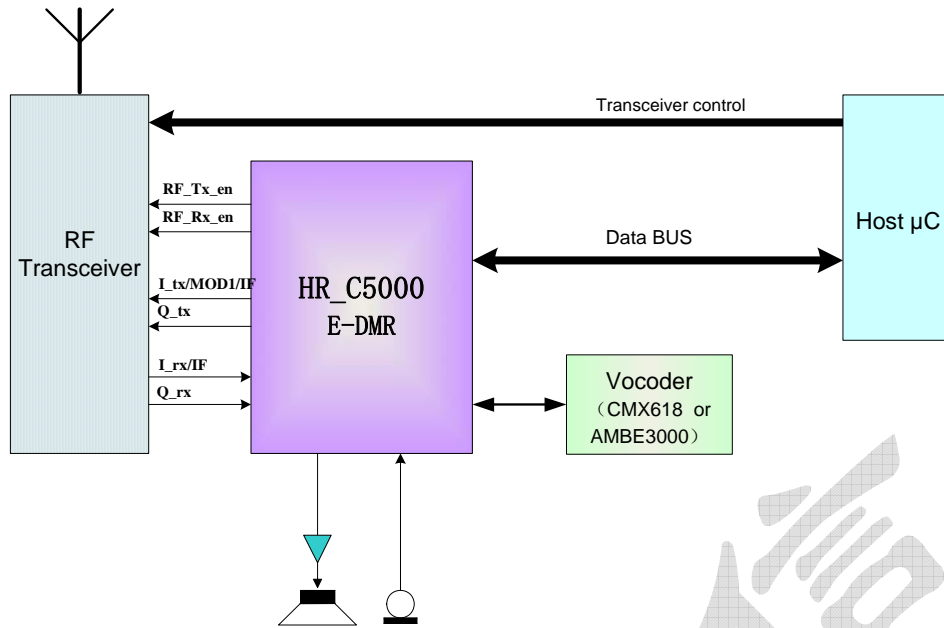 Transceiver control
RF_Tx_en
RF_Rx_en
RF
Transceiver
I_tx/MOD1/IF
Q_tx
I_rx/IF
Q_rx
HR_C5000
E-DMR
Data BUS
Host µC
Vocoder
（CMX618 or
AMBE3000）